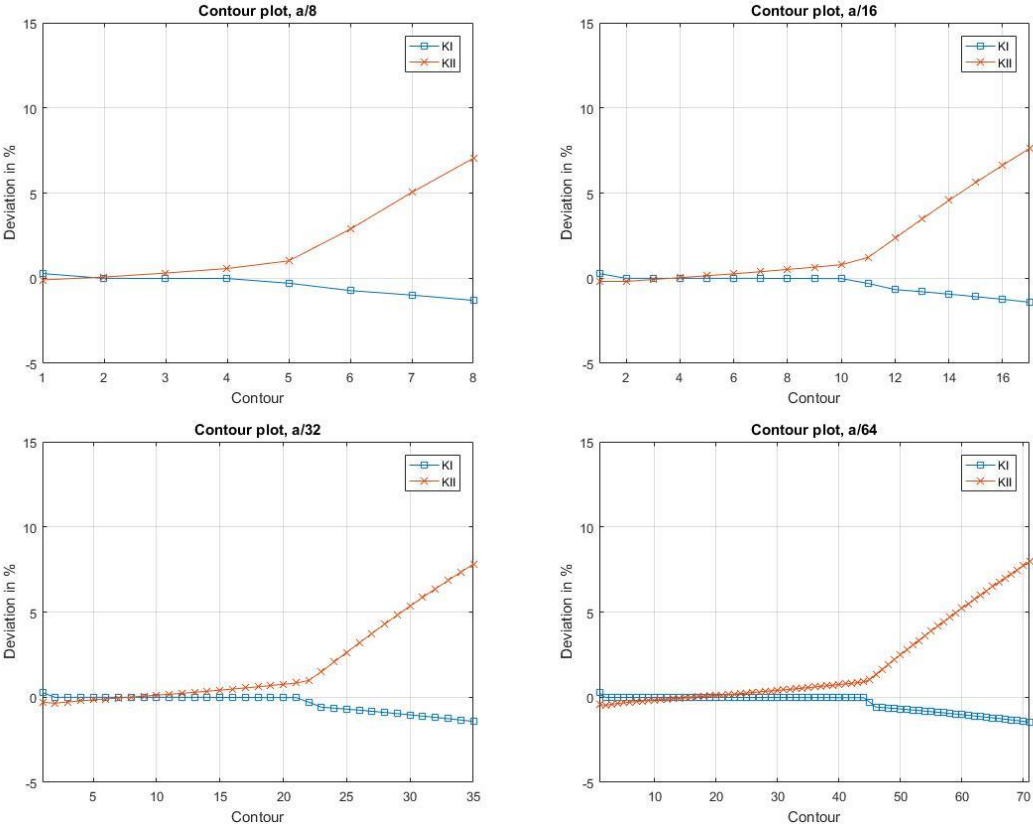 Contour plot, a/8
15
10
5
0
-5
Deviation in %
1 2 3 4 5 6 7 8
Contour
KI
KII
Contour plot, a/16
15
10
5
0
-5
Deviation in %
2 4 6 8 10 12 14 16
Contour
KI
KII
Contour plot, a/32
15
10
5
0
-5
Deviation in %
5 10 15 20 25 30 35
Contour
KI
KII
Contour plot, a/64
15
10
5
0
-5
Deviation in %
10 20 30 40 50 60 70
Contour
KI
KII